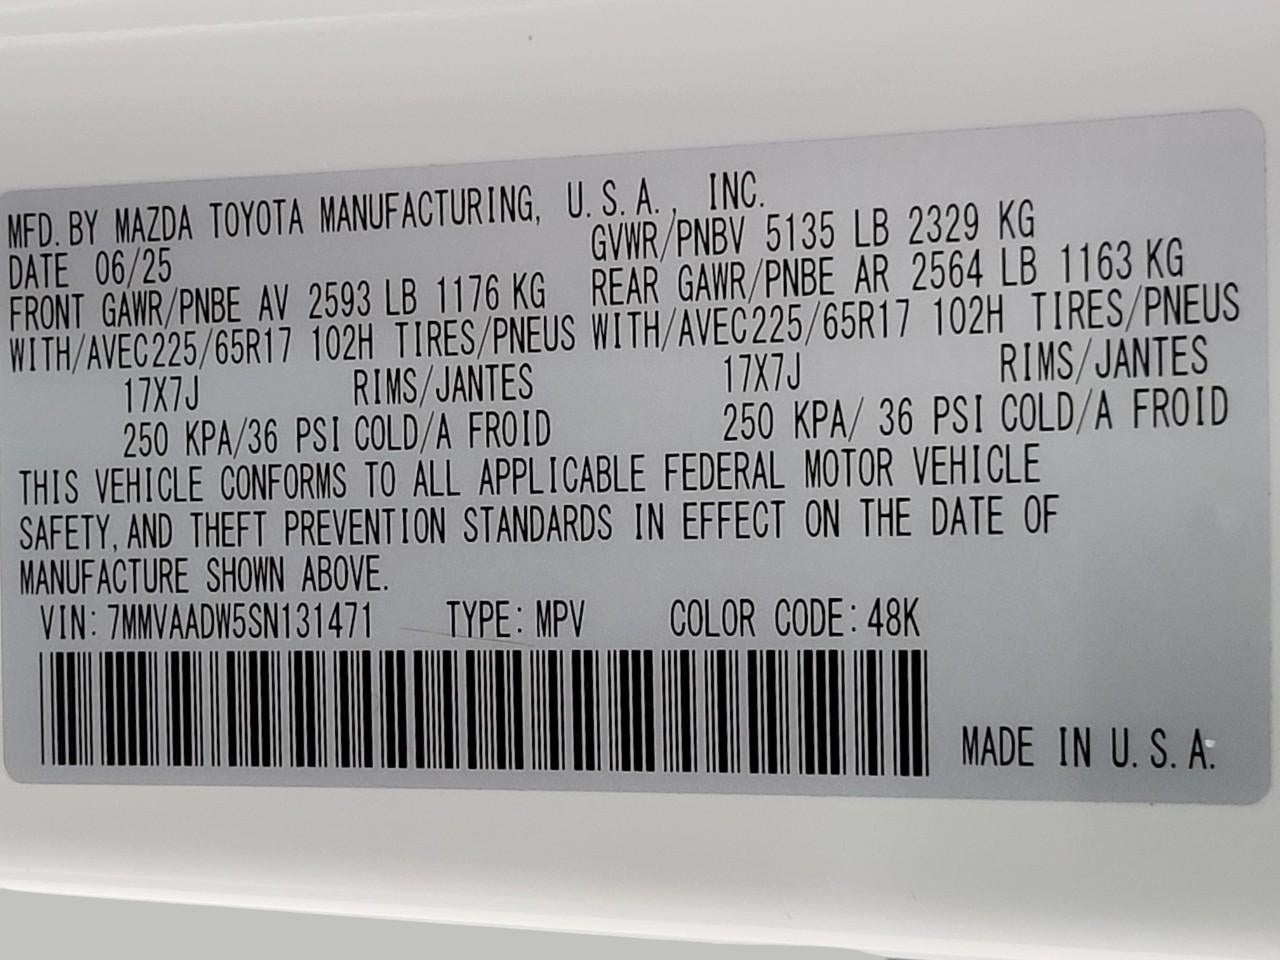 MFD. BY MAZDA TOYOTA MANUFACTURING, U.S.A., INC.
DATE 06/25 GVWR/PNBV 5135 LB 2329 KG
FRONT GAWR/PNBE AV 2593 LB 1176 KG REAR GAWR/PNBE AR 2564 LB 1163 KG
WITH/AVEC225/65R17 102H TIRES/PNEUS WITH/AVEC225/65R17 102H TIRES/PNEUS
17X7J RIMS/JANTES 17X7J RIMS/JANTES
250 KPA/36 PSI COLD/A FROID 250 KPA/ 36 PSI COLD/A FROID
THIS VEHICLE CONFORMS TO ALL APPLICABLE FEDERAL MOTOR VEHICLE
SAFETY, AND THEFT PREVENTION STANDARDS IN EFFECT ON THE DATE OF
MANUFACTURE SHOWN ABOVE.
VIN: 7MMVAADW5SN131471 TYPE: MPV COLOR CODE: 48K
MADE IN U.S.A.